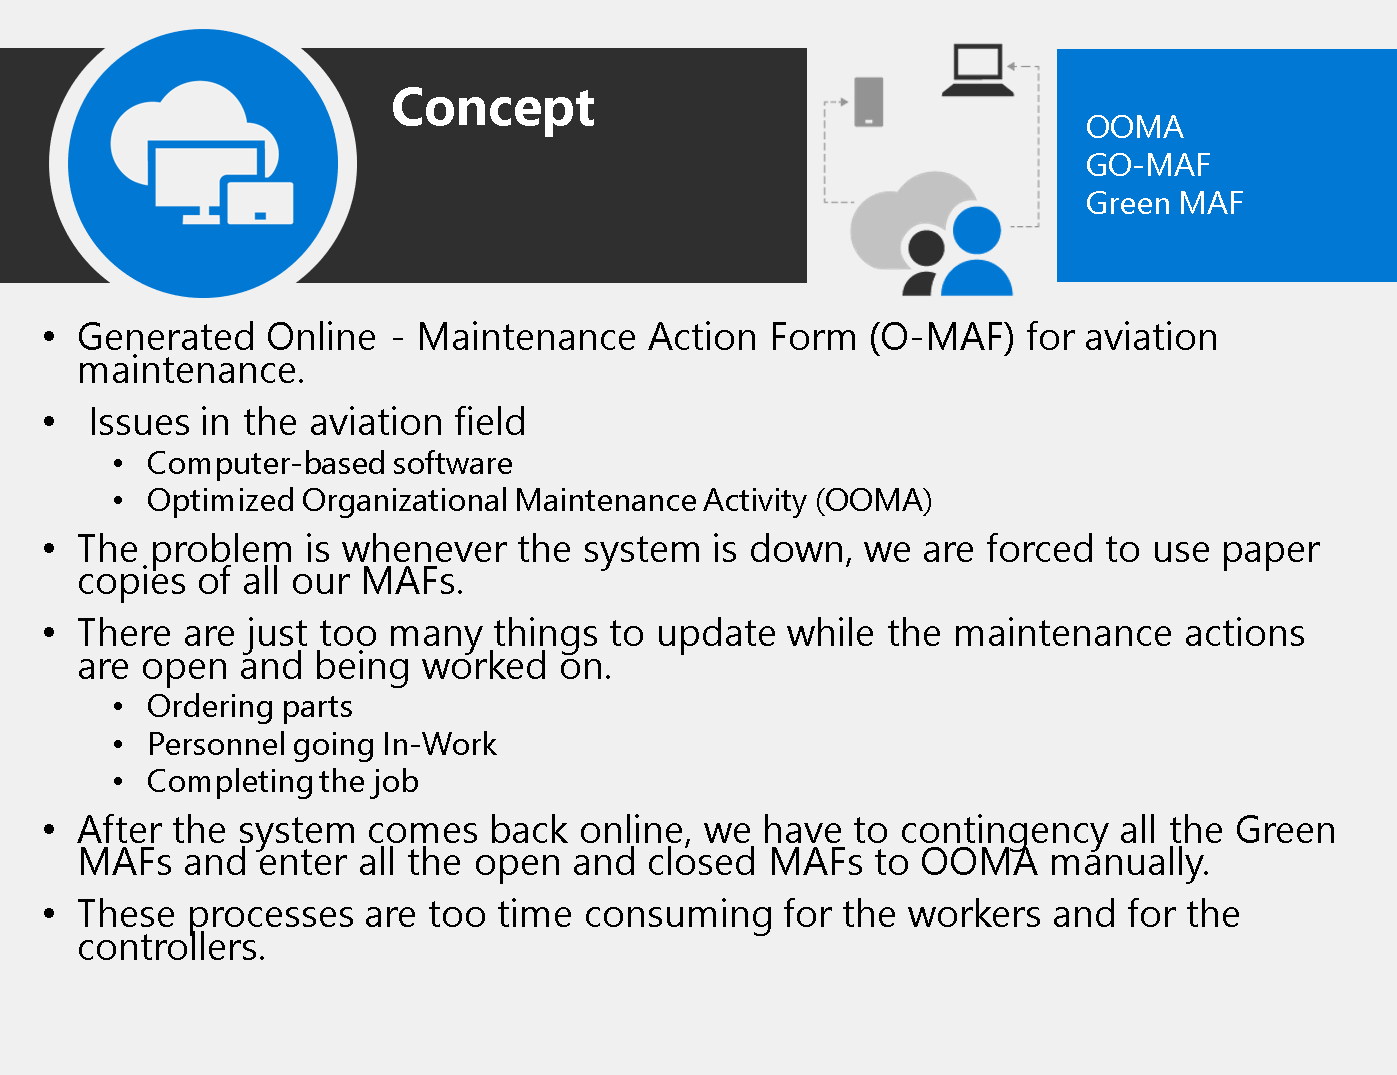 Concept
OOMA
GO-MAF
Green MAF
• Generated Online - Maintenance Action Form (O-MAF) for aviation
maintenance.
• Issues in the aviation field
• Computer-based software
• Optimized Organizational Maintenance Activity (OOMA)
• The problem is whenever the system is down, we are forced to use paper
copies of all our MAFs.
• There are just too many things to update while the maintenance actions
are open and being worked on.
• Ordering parts
• Personnel going In-Work
• Completing the job
• After the system comes back online, we have to contingency all the Green
MAFs and enter all the open and closed MAFs to OOMA manually.
• These processes are too time consuming for the workers and for the
controllers.